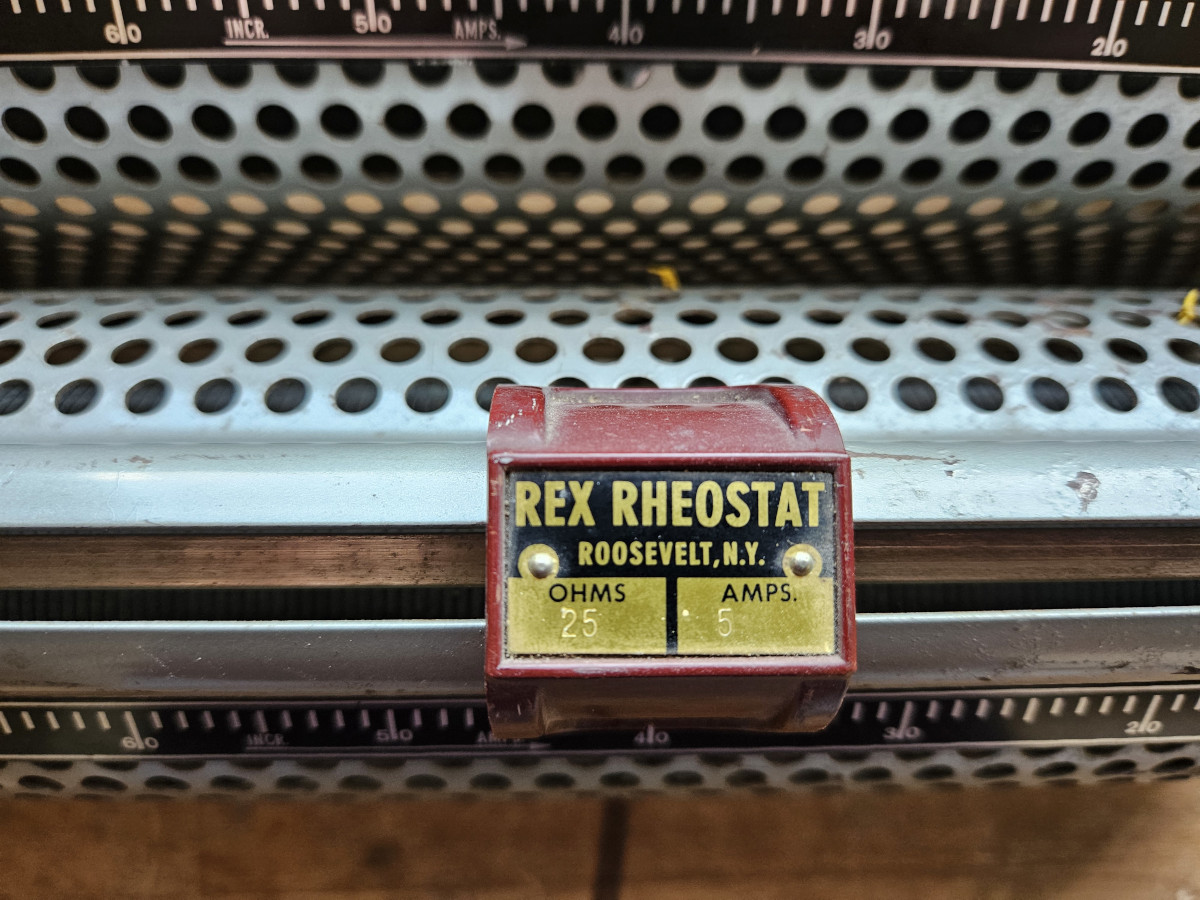 60 INCR. 50 AMPS. 40 30 20
REX RHEOSTAT
ROOSEVELT, N.Y.
OHMS AMPS.
25 5
60 INCR. 50 AMPS. 40 30 20